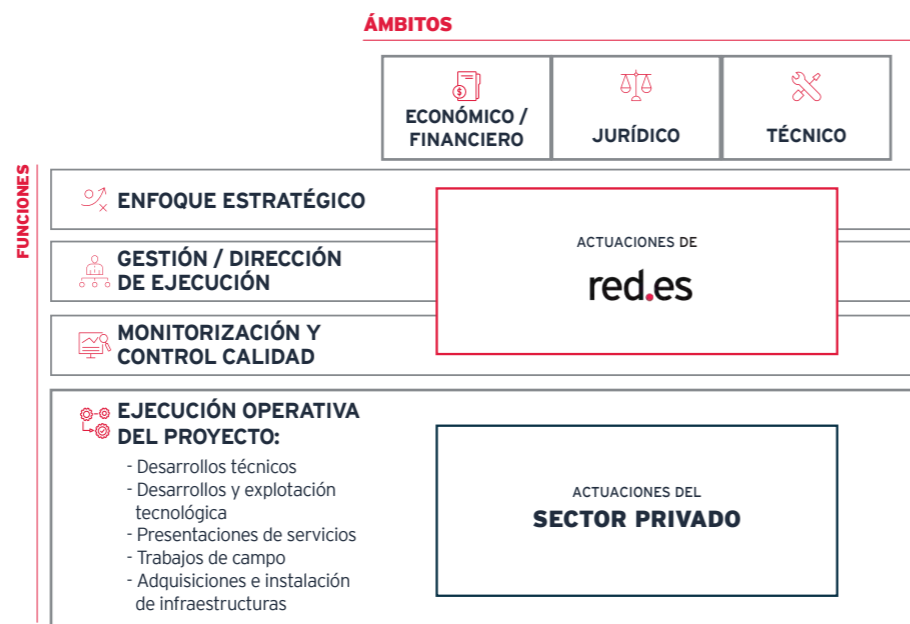 ÁMBITOS
ECONÓMICO /
FINANCIERO
JURÍDICO
TÉCNICO
FUNCIONES
ENFOQUE ESTRATÉGICO
GESTIÓN / DIRECCIÓN
DE EJECUCIÓN
MONITORIZACIÓN Y
CONTROL CALIDAD
ACTUACIONES DE
red.es
EJECUCIÓN OPERATIVA
DEL PROYECTO:
- Desarrollos técnicos
- Desarrollos y explotación
tecnológica
- Presentaciones de servicios
- Trabajos de campo
- Adquisiciones e instalación
de infraestructuras
ACTUACIONES DEL
SECTOR PRIVADO